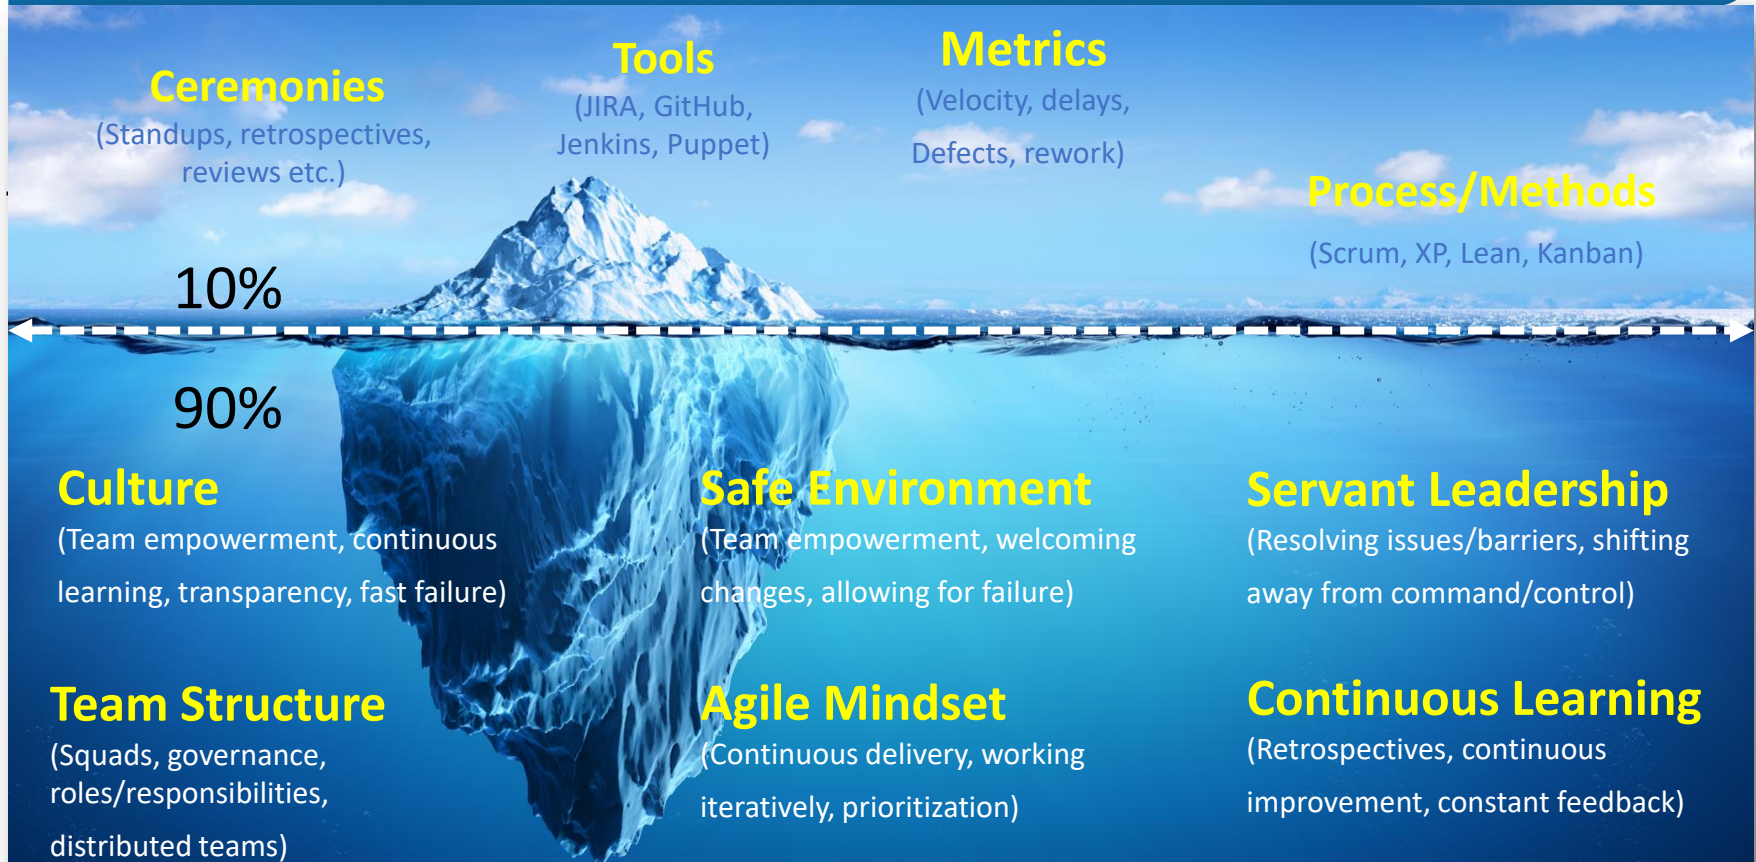 Ceremonies
(Standups, retrospectives,
reviews etc.)
Tools
(JIRA, GitHub,
Jenkins, Puppet)
Metrics
(Velocity, delays,
Defects, rework)
Process/Methods
(Scrum, XP, Lean, Kanban)
10%
90%
Culture
(Team empowerment, continuous
learning, transparency, fast failure)
Safe Environment
(Team empowerment, welcoming
changes, allowing for failure)
Servant Leadership
(Resolving issues/barriers, shifting
away from command/control)
Team Structure
(Squads, governance,
roles/responsibilities,
distributed teams)
Agile Mindset
(Continuous delivery, working
iteratively, prioritization)
Continuous Learning
(Retrospectives, continuous
improvement, constant feedback)